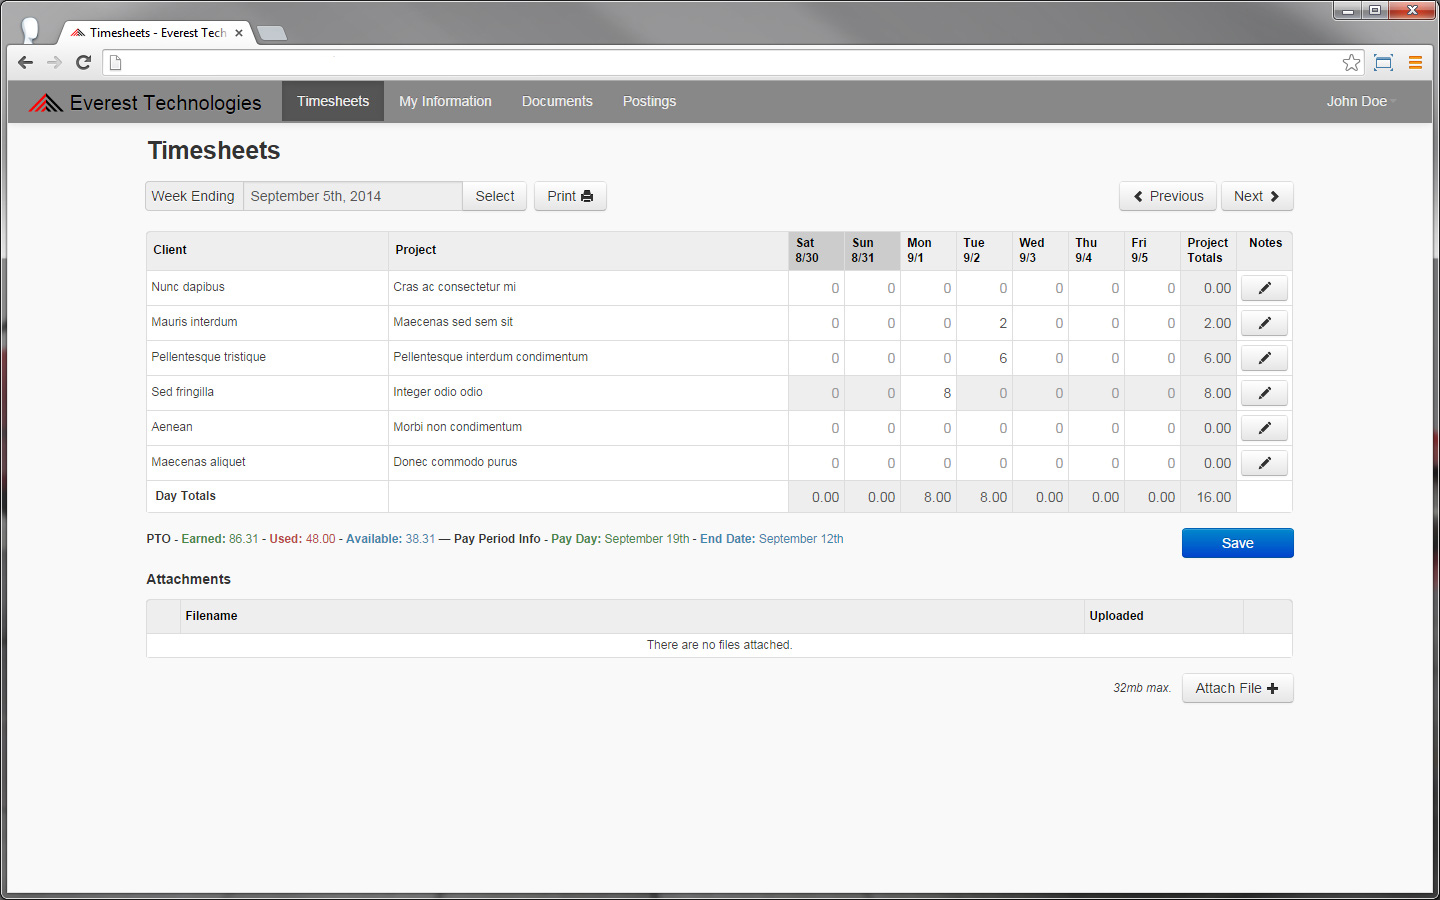 Timesheets - Everest Tech
Everest Technologies Timesheets My Information Documents Postings John Doe
Timesheets
Week Ending September 5th, 2014 Select Print Previous Next
Client Project Sat 8/30 Sun 8/31 Mon 9/1 Tue 9/2 Wed 9/3 Thu 9/4 Fri 9/5 Project Totals Notes
Nunc dapibus Cras ac consectetur mi 0 0 0 0 0 0 0 0.00
Mauris interdum Maecenas sed sem sit 0 0 0 2 0 0 0 2.00
Pellentesque tristique Pellentesque interdum condimentum 0 0 0 6 0 0 0 6.00
Sed fringilla Integer odio odio 0 0 8 0 0 0 0 8.00
Aenean Morbi non condimentum 0 0 0 0 0 0 0 0.00
Maecenas aliquet Donec commodo purus 0 0 0 0 0 0 0 0.00
Day Totals 0.00 0.00 8.00 8.00 0.00 0.00 0.00 16.00
PTO - Earned: 86.31 - Used: 48.00 - Available: 38.31 — Pay Period Info - Pay Day: September 19th - End Date: September 12th Save
Attachments
Filename Uploaded
There are no files attached.
32mb max. Attach File